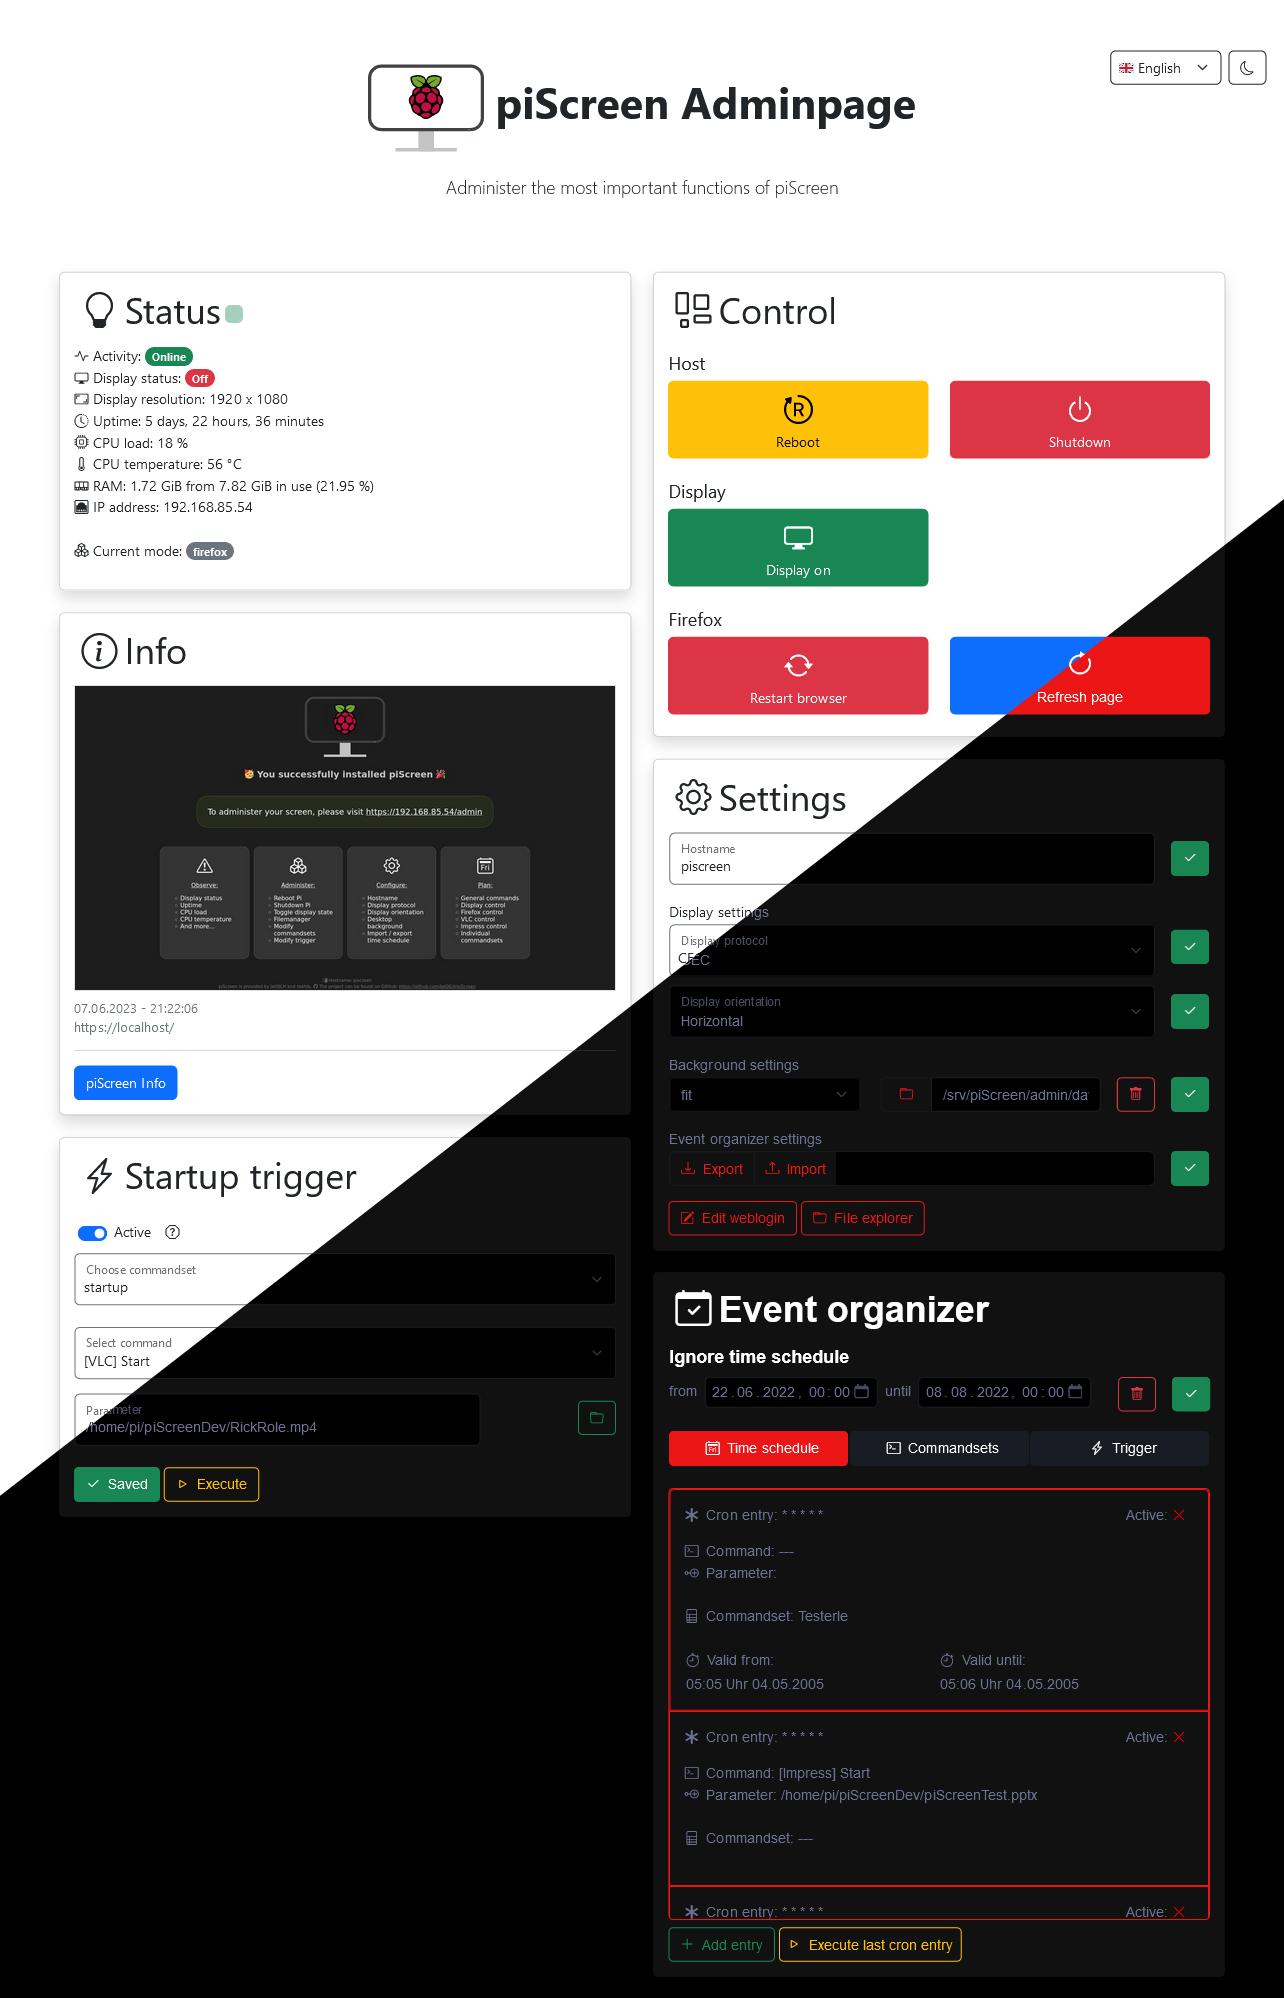 English
piScreen Adminpage
Administer the most important functions of piScreen
Status
Activity: Online
Display status: Off
Display resolution: 1920 x 1080
Uptime: 5 days, 22 hours, 36 minutes
CPU load: 18 %
CPU temperature: 56 °C
RAM: 1.72 GiB from 7.82 GiB in use (21.95 %)
IP address: 192.168.85.54
Current mode: firefox
Info
You successfully installed piScreen
To administer your screen, please visit https://192.168.85.54/admin
Observe:
Display status
Uptime
CPU load
CPU temperature
And more...
Administer:
Reboot Pi
Shutdown Pi
Toggle display state
Filemanager
Modify
commandsets
Modify trigger
Configure:
Hostname
Display protocol
Display orientation
Desktop
background
Import / export
time schedule
Fri
Plan:
General commands
Display control
Firefox control
VLC control
Impress control
Individual
commandsets
07.06.2023 - 21:22:06
https://localhost/
piScreen Info
Startup trigger
Active
Choose commandset
startup
Select command
[VLC] Start
Parameter
/home/pi/piScreenDev/RickRole.mp4
Saved
Execute
Control
Host
Reboot
Shutdown
Display
Display on
Firefox
Restart browser
Refresh page
Settings
Hostname
piscreen
Display settings
Display protocol
CEC
Display orientation
Horizontal
Background settings
fit
/srv/piScreen/admin/da
Event organizer settings
Export
Import
Edit weblogin
File explorer
Event organizer
Ignore time schedule
from 22.06.2022, 00:00 until 08.08.2022, 00:00
Time schedule
Commandsets
Trigger
Cron entry: * * * * * Active:
Command: ---
Parameter:
Commandset: Testerle
Valid from: Valid until:
05:05 Uhr 04.05.2005 05:06 Uhr 04.05.2005
Cron entry: * * * * * Active:
Command: [Impress] Start
Parameter: /home/pi/piScreenDev/piScreenTest.pptx
Commandset: ---
Cron entry: * * * * * Active:
Add entry
Execute last cron entry